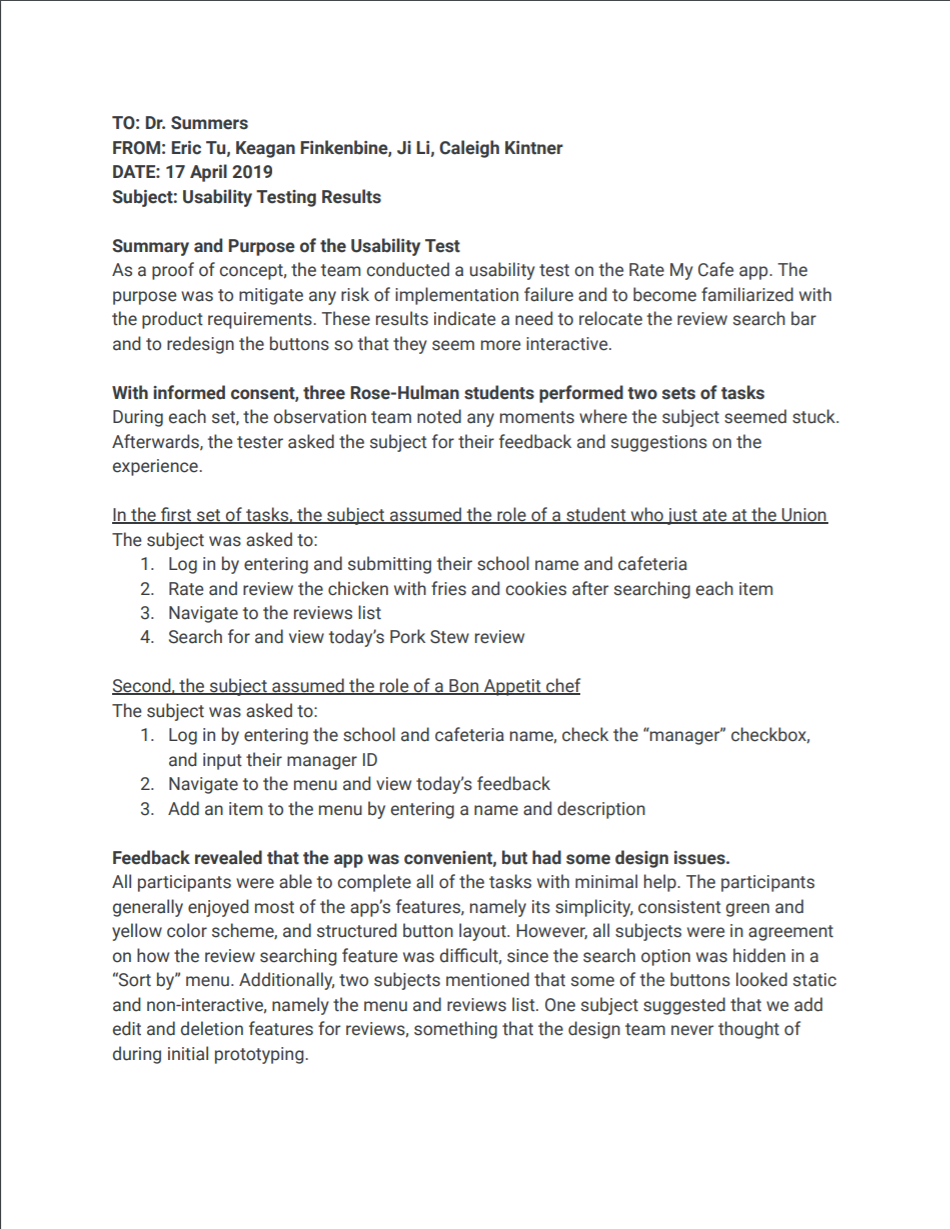 TO: Dr. Summers
FROM: Eric Tu, Keagan Finkenbine, Ji Li, Caleigh Kintner
DATE: 17 April 2019
Subject: Usability Testing Results
Summary and Purpose of the Usability Test
As a proof of concept, the team conducted a usability test on the Rate My Cafe app. The
purpose was to mitigate any risk of implementation failure and to become familiarized with
the product requirements. These results indicate a need to relocate the review search bar
and to redesign the buttons so that they seem more interactive.
With informed consent, three Rose-Hulman students performed two sets of tasks
During each set, the observation team noted any moments where the subject seemed stuck.
Afterwards, the tester asked the subject for their feedback and suggestions on the
experience.
In the first set of tasks, the subject assumed the role of a student who just ate at the Union
The subject was asked to:
1. Log in by entering and submitting their school name and cafeteria
2. Rate and review the chicken with fries and cookies after searching each item
3. Navigate to the reviews list
4. Search for and view today’s Pork Stew review
Second, the subject assumed the role of a Bon Appetit chef
The subject was asked to:
1. Log in by entering the school and cafeteria name, check the “manager” checkbox,
and input their manager ID
2. Navigate to the menu and view today’s feedback
3. Add an item to the menu by entering a name and description
Feedback revealed that the app was convenient, but had some design issues.
All participants were able to complete all of the tasks with minimal help. The participants
generally enjoyed most of the app’s features, namely its simplicity, consistent green and
yellow color scheme, and structured button layout. However, all subjects were in agreement
on how the review searching feature was difficult, since the search option was hidden in a
“Sort by” menu. Additionally, two subjects mentioned that some of the buttons looked static
and non-interactive, namely the menu and reviews list. One subject suggested that we add
edit and deletion features for reviews, something that the design team never thought of
during initial prototyping.